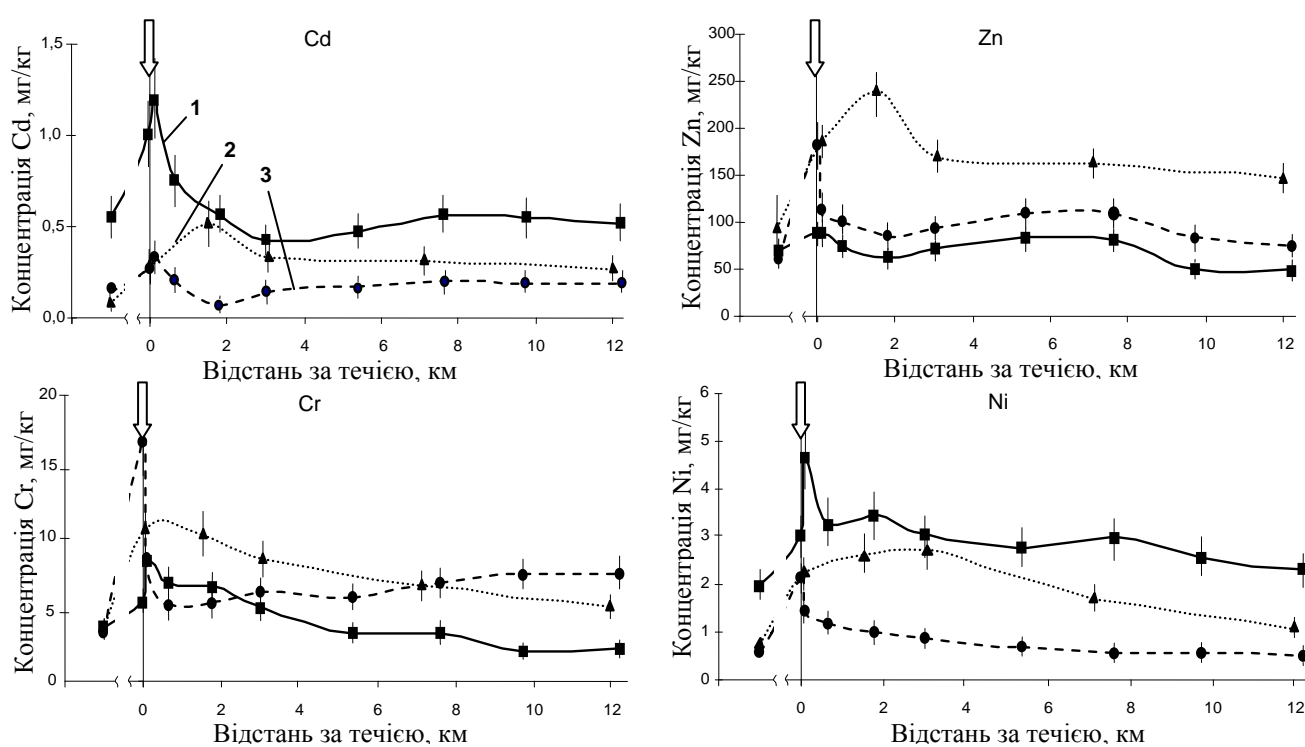 Cd
Концентрація Cd, мг/кг
1,5
1,0
0,5
0,0
1
2
3
0 2 4 6 8 10 12
Відстань за течією, км
Zn
Концентрація Zn, мг/кг
300
250
200
150
100
50
0
0 2 4 6 8 10 12
Відстань за течією, км
Cr
Концентрація Cr, мг/кг
20
15
10
5
0
0 2 4 6 8 10 12
Відстань за течією, км
Ni
Концентрація Ni, мг/кг
6
5
4
3
2
1
0
0 2 4 6 8 10 12
Відстань за течією, км